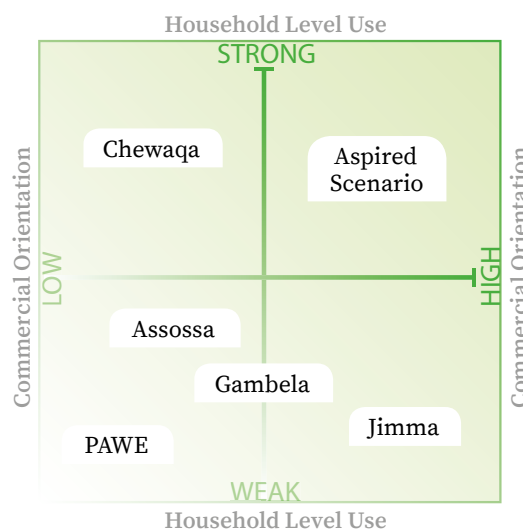 Household Level Use
STRONG
Chewaqa
Aspired
Scenario
Commercial Orientation
LOW
HIGH
Commercial Orientation
Assossa
Gambela
Jimma
PAWE
WEAK
Household Level Use